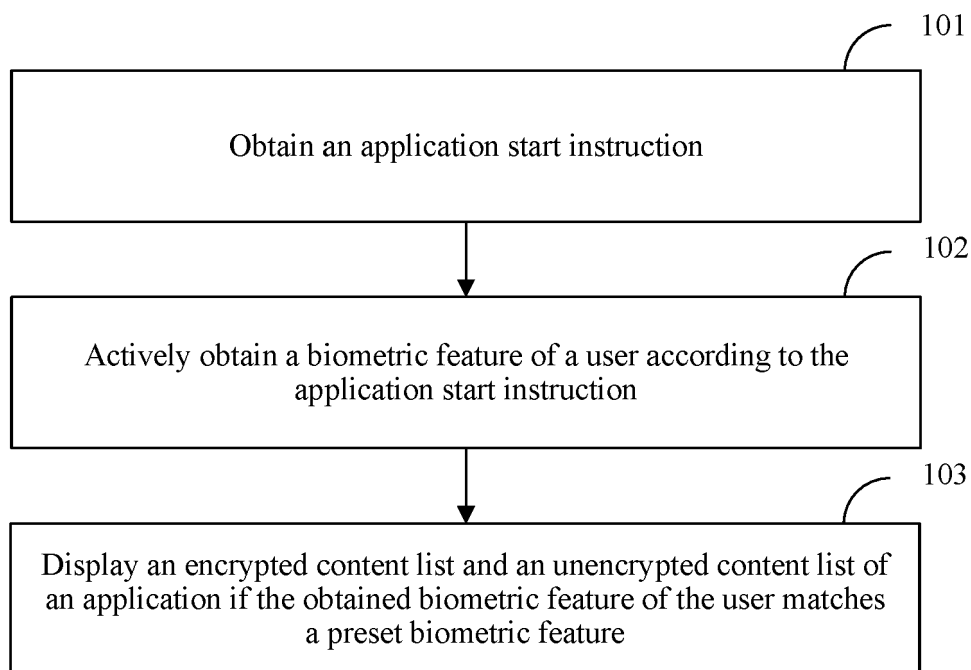 101
Obtain an application start instruction
102
Actively obtain a biometric feature of a user according to the
application start instruction
103
Display an encrypted content list and an unencrypted content list of
an application if the obtained biometric feature of the user matches
a preset biometric feature